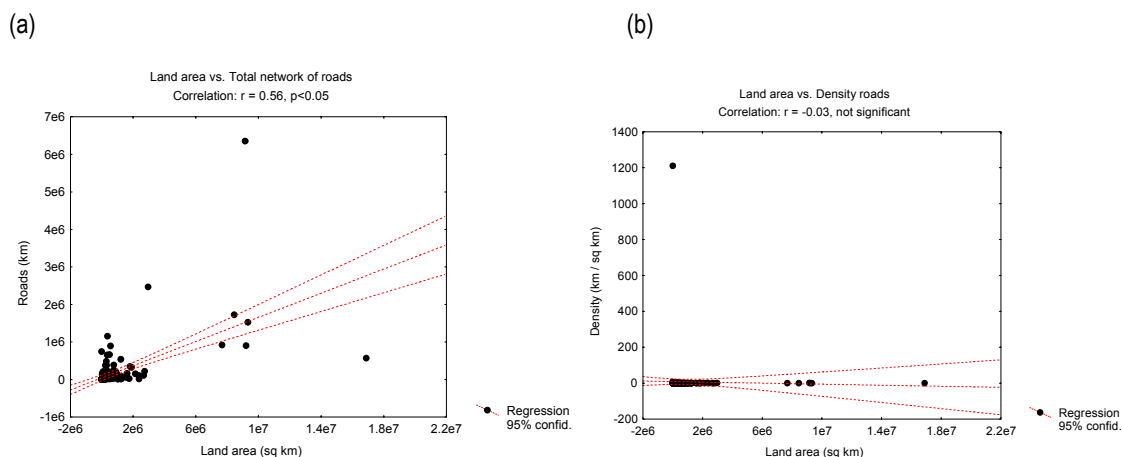 (a)
Land area vs. Total network of roads
Correlation: r = 0.56, p<0.05
7e6
6e6
5e6
4e6
3e6
2e6
1e6
0
-1e6
Roads (km)
-2e6 2e6 6e6 1e7 1.4e7 1.8e7 2.2e7
Land area (sq km)
Regression
95% confid.
(b)
Land area vs. Density roads
Correlation: r = -0.03, not significant
1400
1200
1000
800
600
400
200
0
-200
Density (km / sq km)
-2e6 2e6 6e6 1e7 1.4e7 1.8e7 2.2e7
Land area (sq km)
Regression
95% confid.